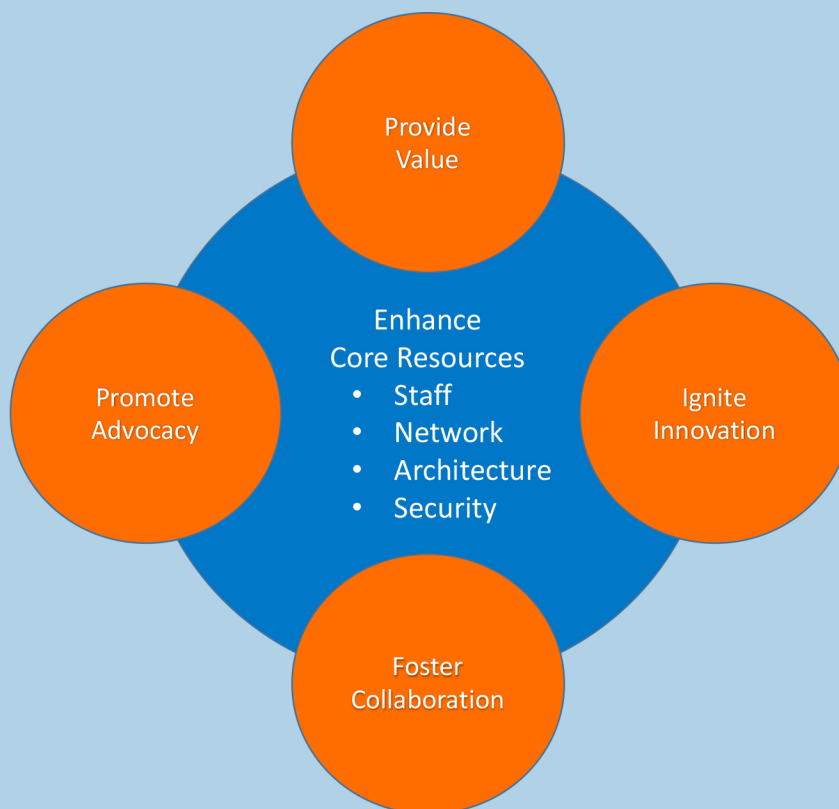 Provide
Value
Enhance
Core Resources
• Staff
• Network
• Architecture
• Security
Promote
Advocacy
Ignite
Innovation
Foster
Collaboration